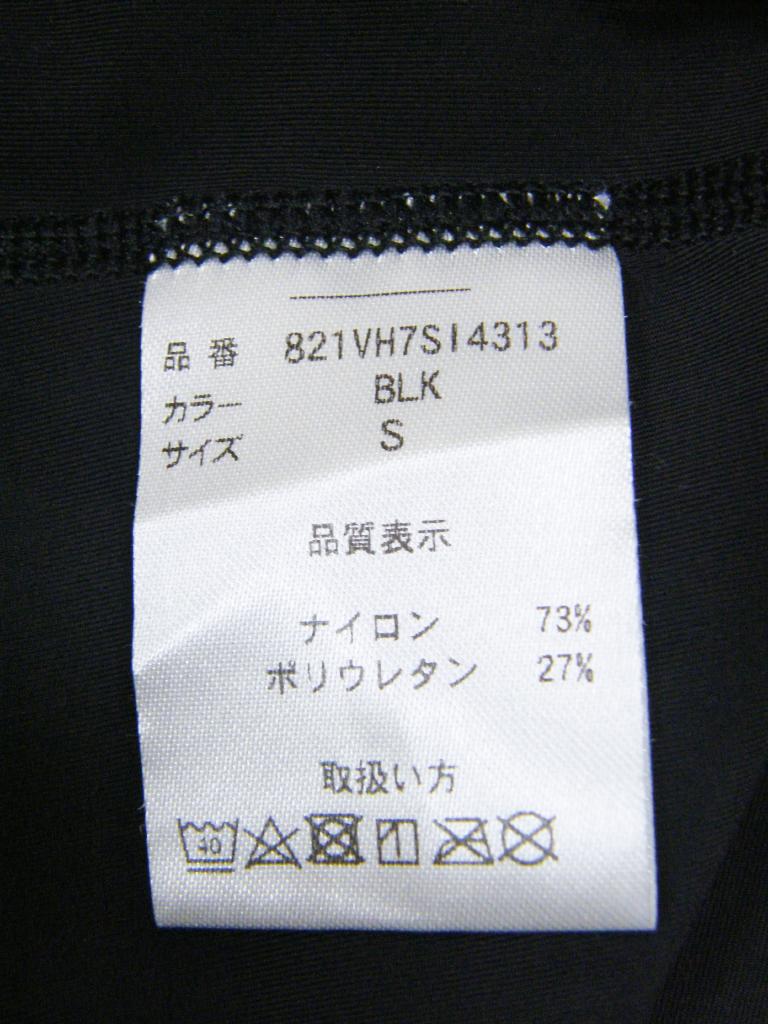 品番 821VH7SI4313
カラー BLK
サイズ S
品質表示
ナイロン 73%
ポリウレタン 27%
取扱い方
40